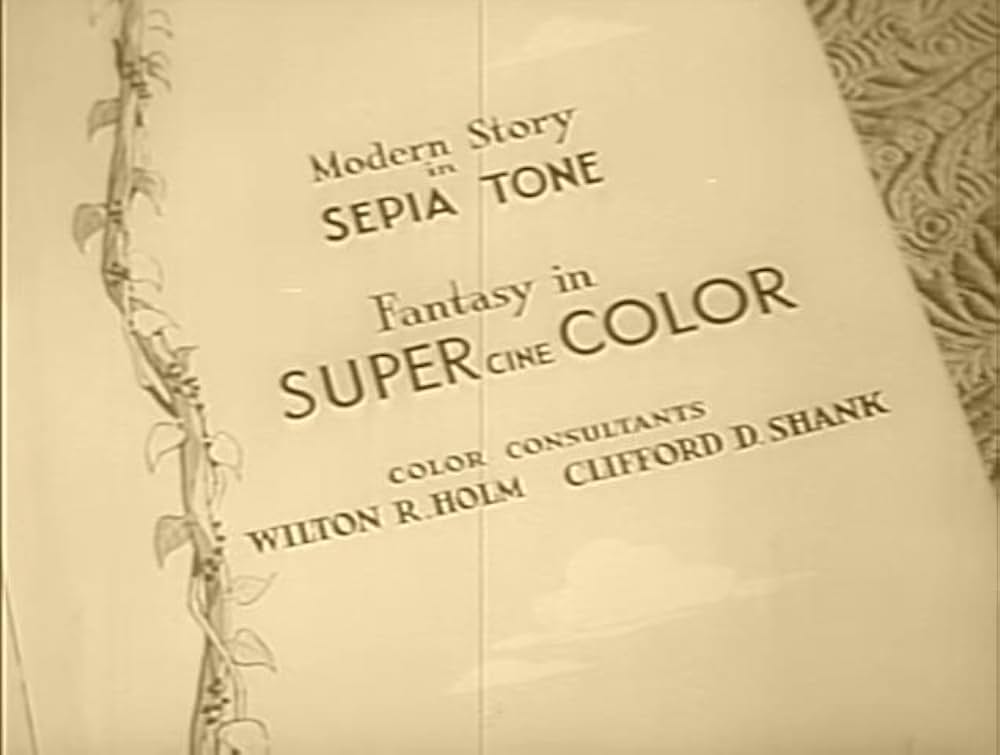 Modern Story
in
SEPIA TONE
Fantasy in
SUPER CINE COLOR
COLOR CONSULTANTS
WILTON R. HOLM CLIFFORD D. SHANK